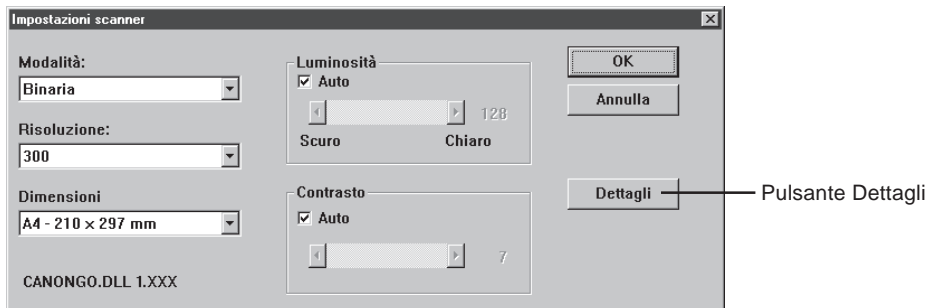 Impostazioni scanner
Modalità:
Binaria
Risoluzione:
300
Dimensioni
A4 - 210 × 297 mm
CANONGO.DLL 1.XXX
Luminosità
Auto
128
Scuro Chiaro
Contrasto
Auto
7
OK
Annulla
Dettagli
Pulsante Dettagli